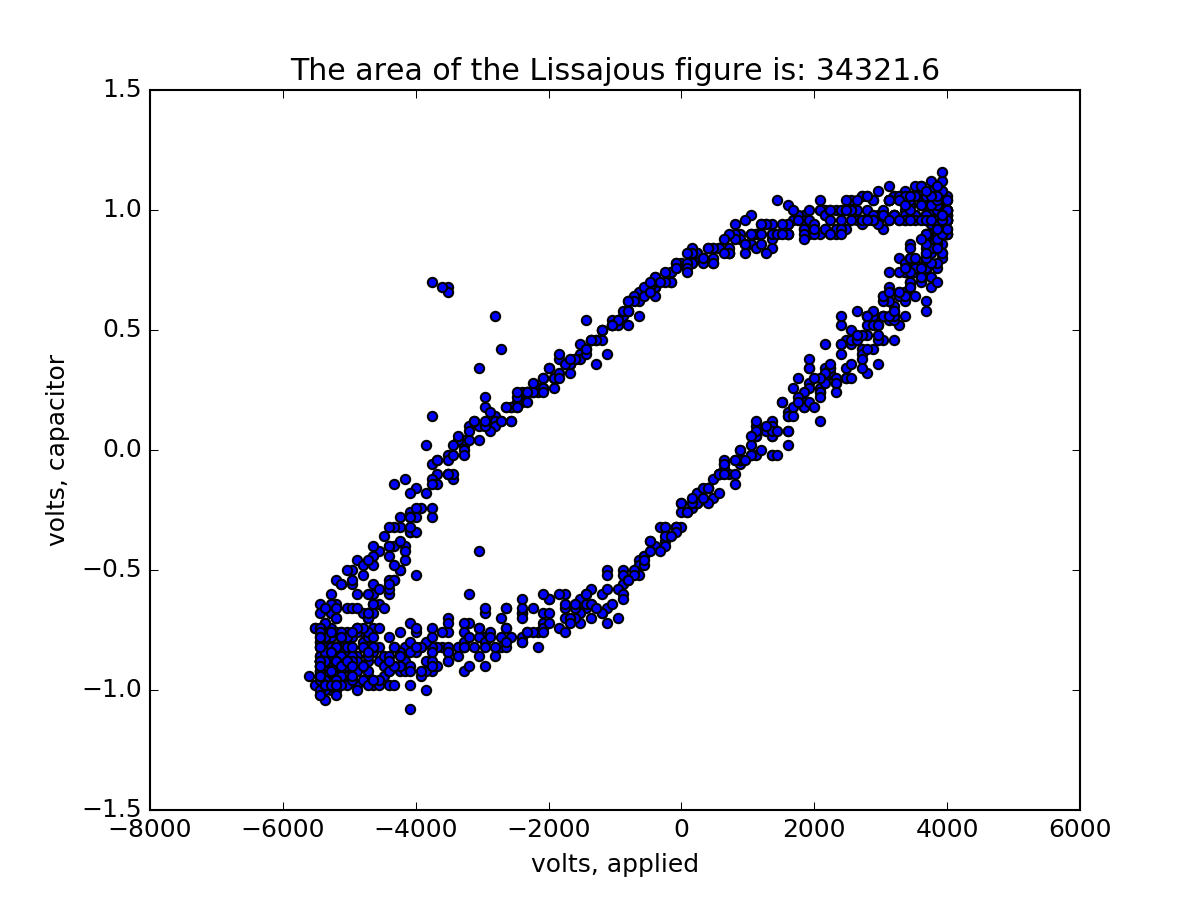 The area of the Lissajous figure is: 34321.6
1.5
1.0
0.5
0.0
−0.5
−1.0
−1.5
−8000 −6000 −4000 −2000 0 2000 4000 6000
volts, capacitor
volts, applied